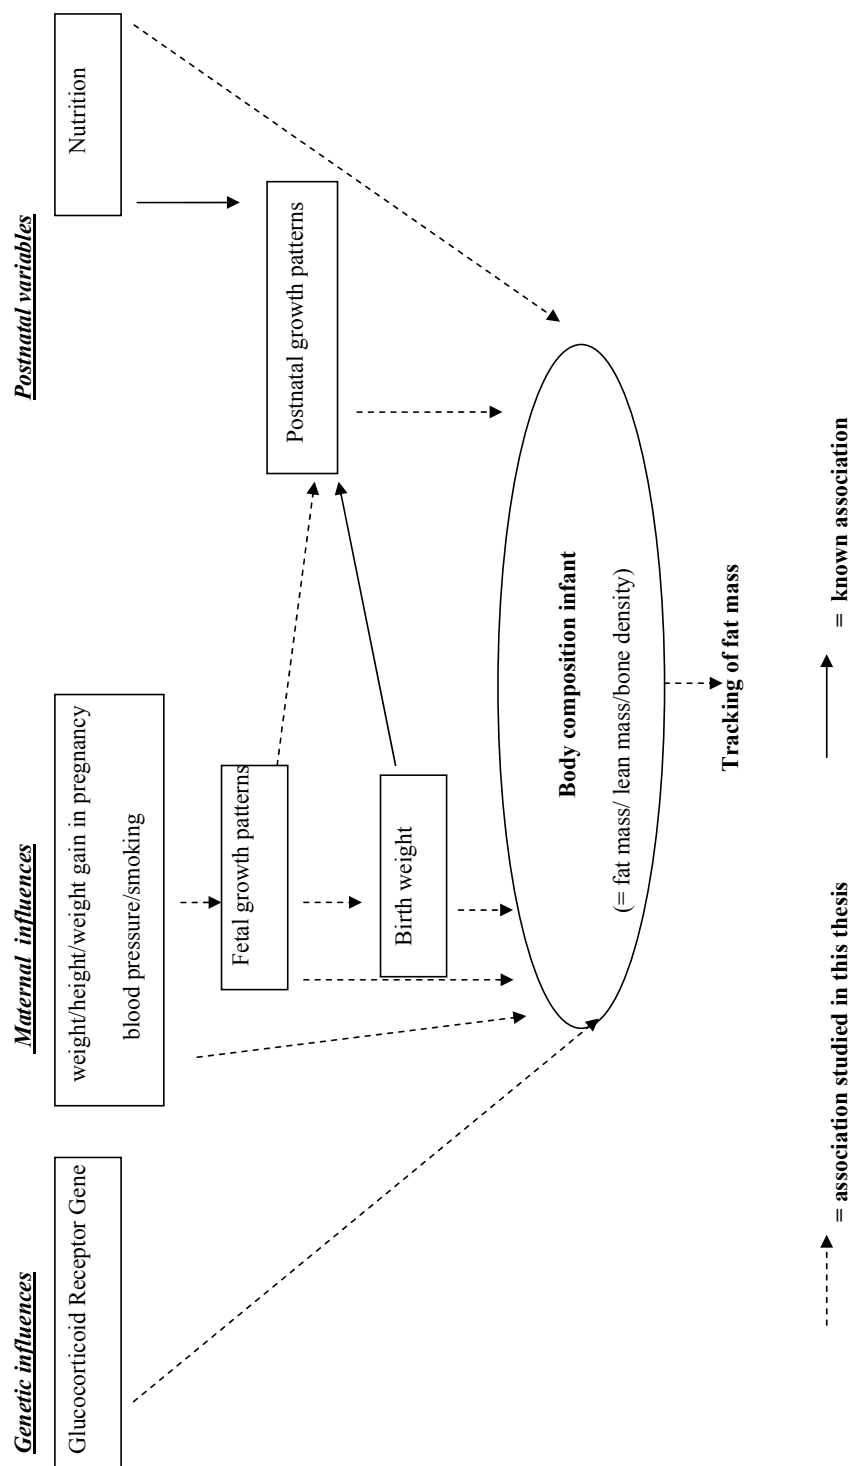 Genetic influences
Maternal influences
Postnatal variables
Glucocorticoid Receptor Gene
weight/height/weight gain in pregnancy
blood pressure/smoking
Nutrition
Fetal growth patterns
Postnatal growth patterns
Birth weight
Body composition infant
(= fat mass/ lean mass/bone density)
Tracking of fat mass
= association studied in this thesis
= known association